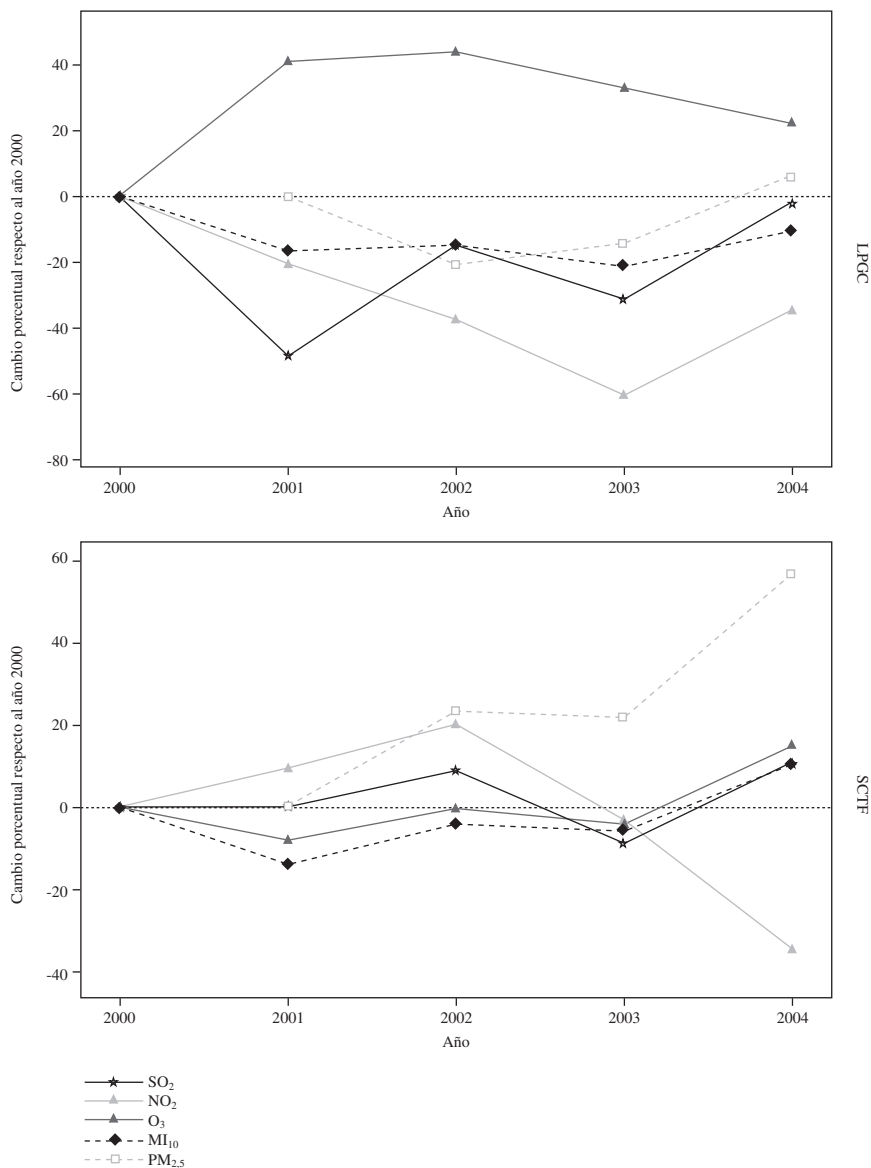 40
20
0
-20
-40
-60
-80
Cambio porcentual respecto al año 2000
2000 2001 2002 2003 2004
Año
LPGC
60
40
20
0
-20
-40
Cambio porcentual respecto al año 2000
2000 2001 2002 2003 2004
Año
SCTF
SO₂
NO₂
O₃
MI₁₀
PM₂,₅